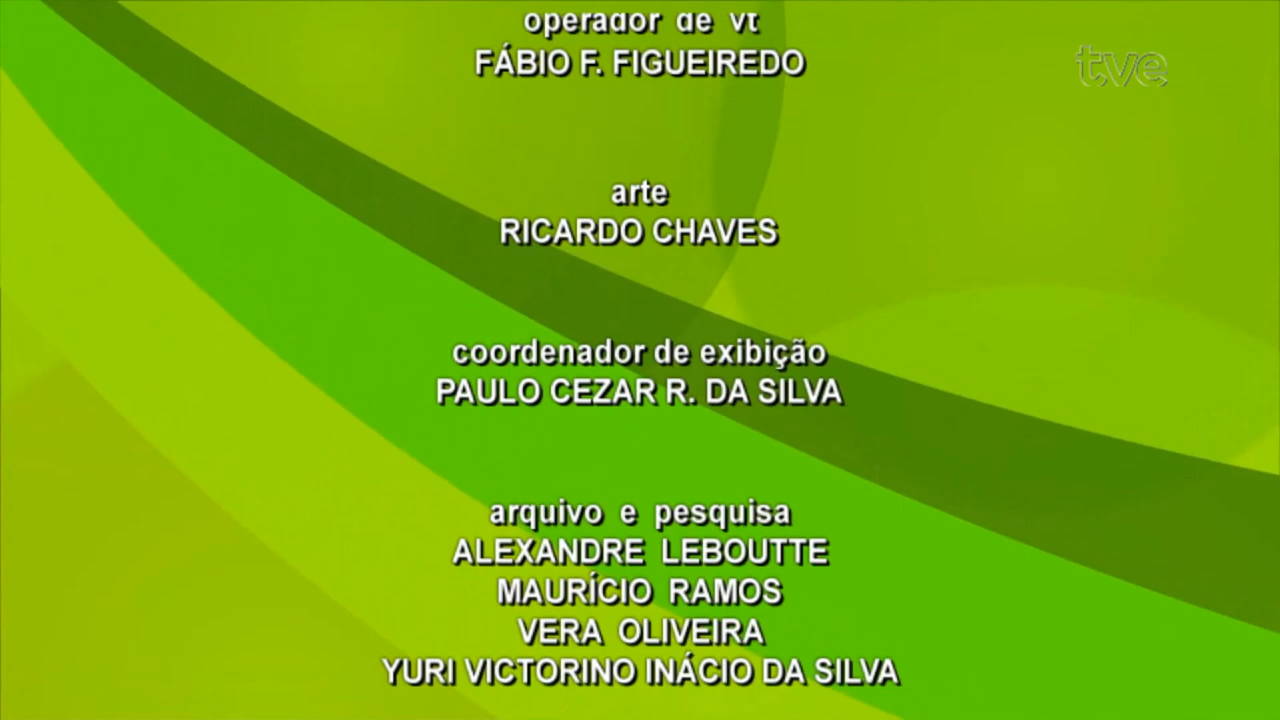 operador de vt
FÁBIO F. FIGUEIREDO
tve
arte
RICARDO CHAVES
coordenador de exibição
PAULO CEZAR R. DA SILVA
arquivo e pesquisa
ALEXANDRE LEBOUTTE
MAURÍCIO RAMOS
VERA OLIVEIRA
YURI VICTORINO INÁCIO DA SILVA